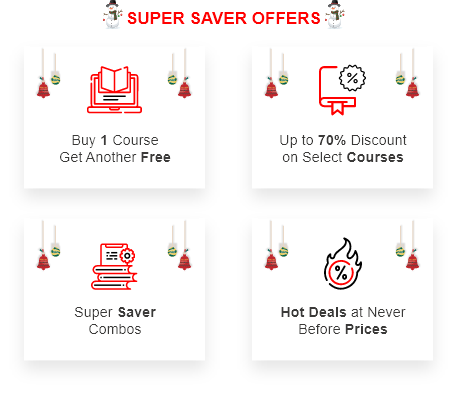 SUPER SAVER OFFERS
Buy 1 Course
Get Another Free
Up to 70% Discount
on Select Courses
Super Saver
Combos
Hot Deals at Never
Before Prices